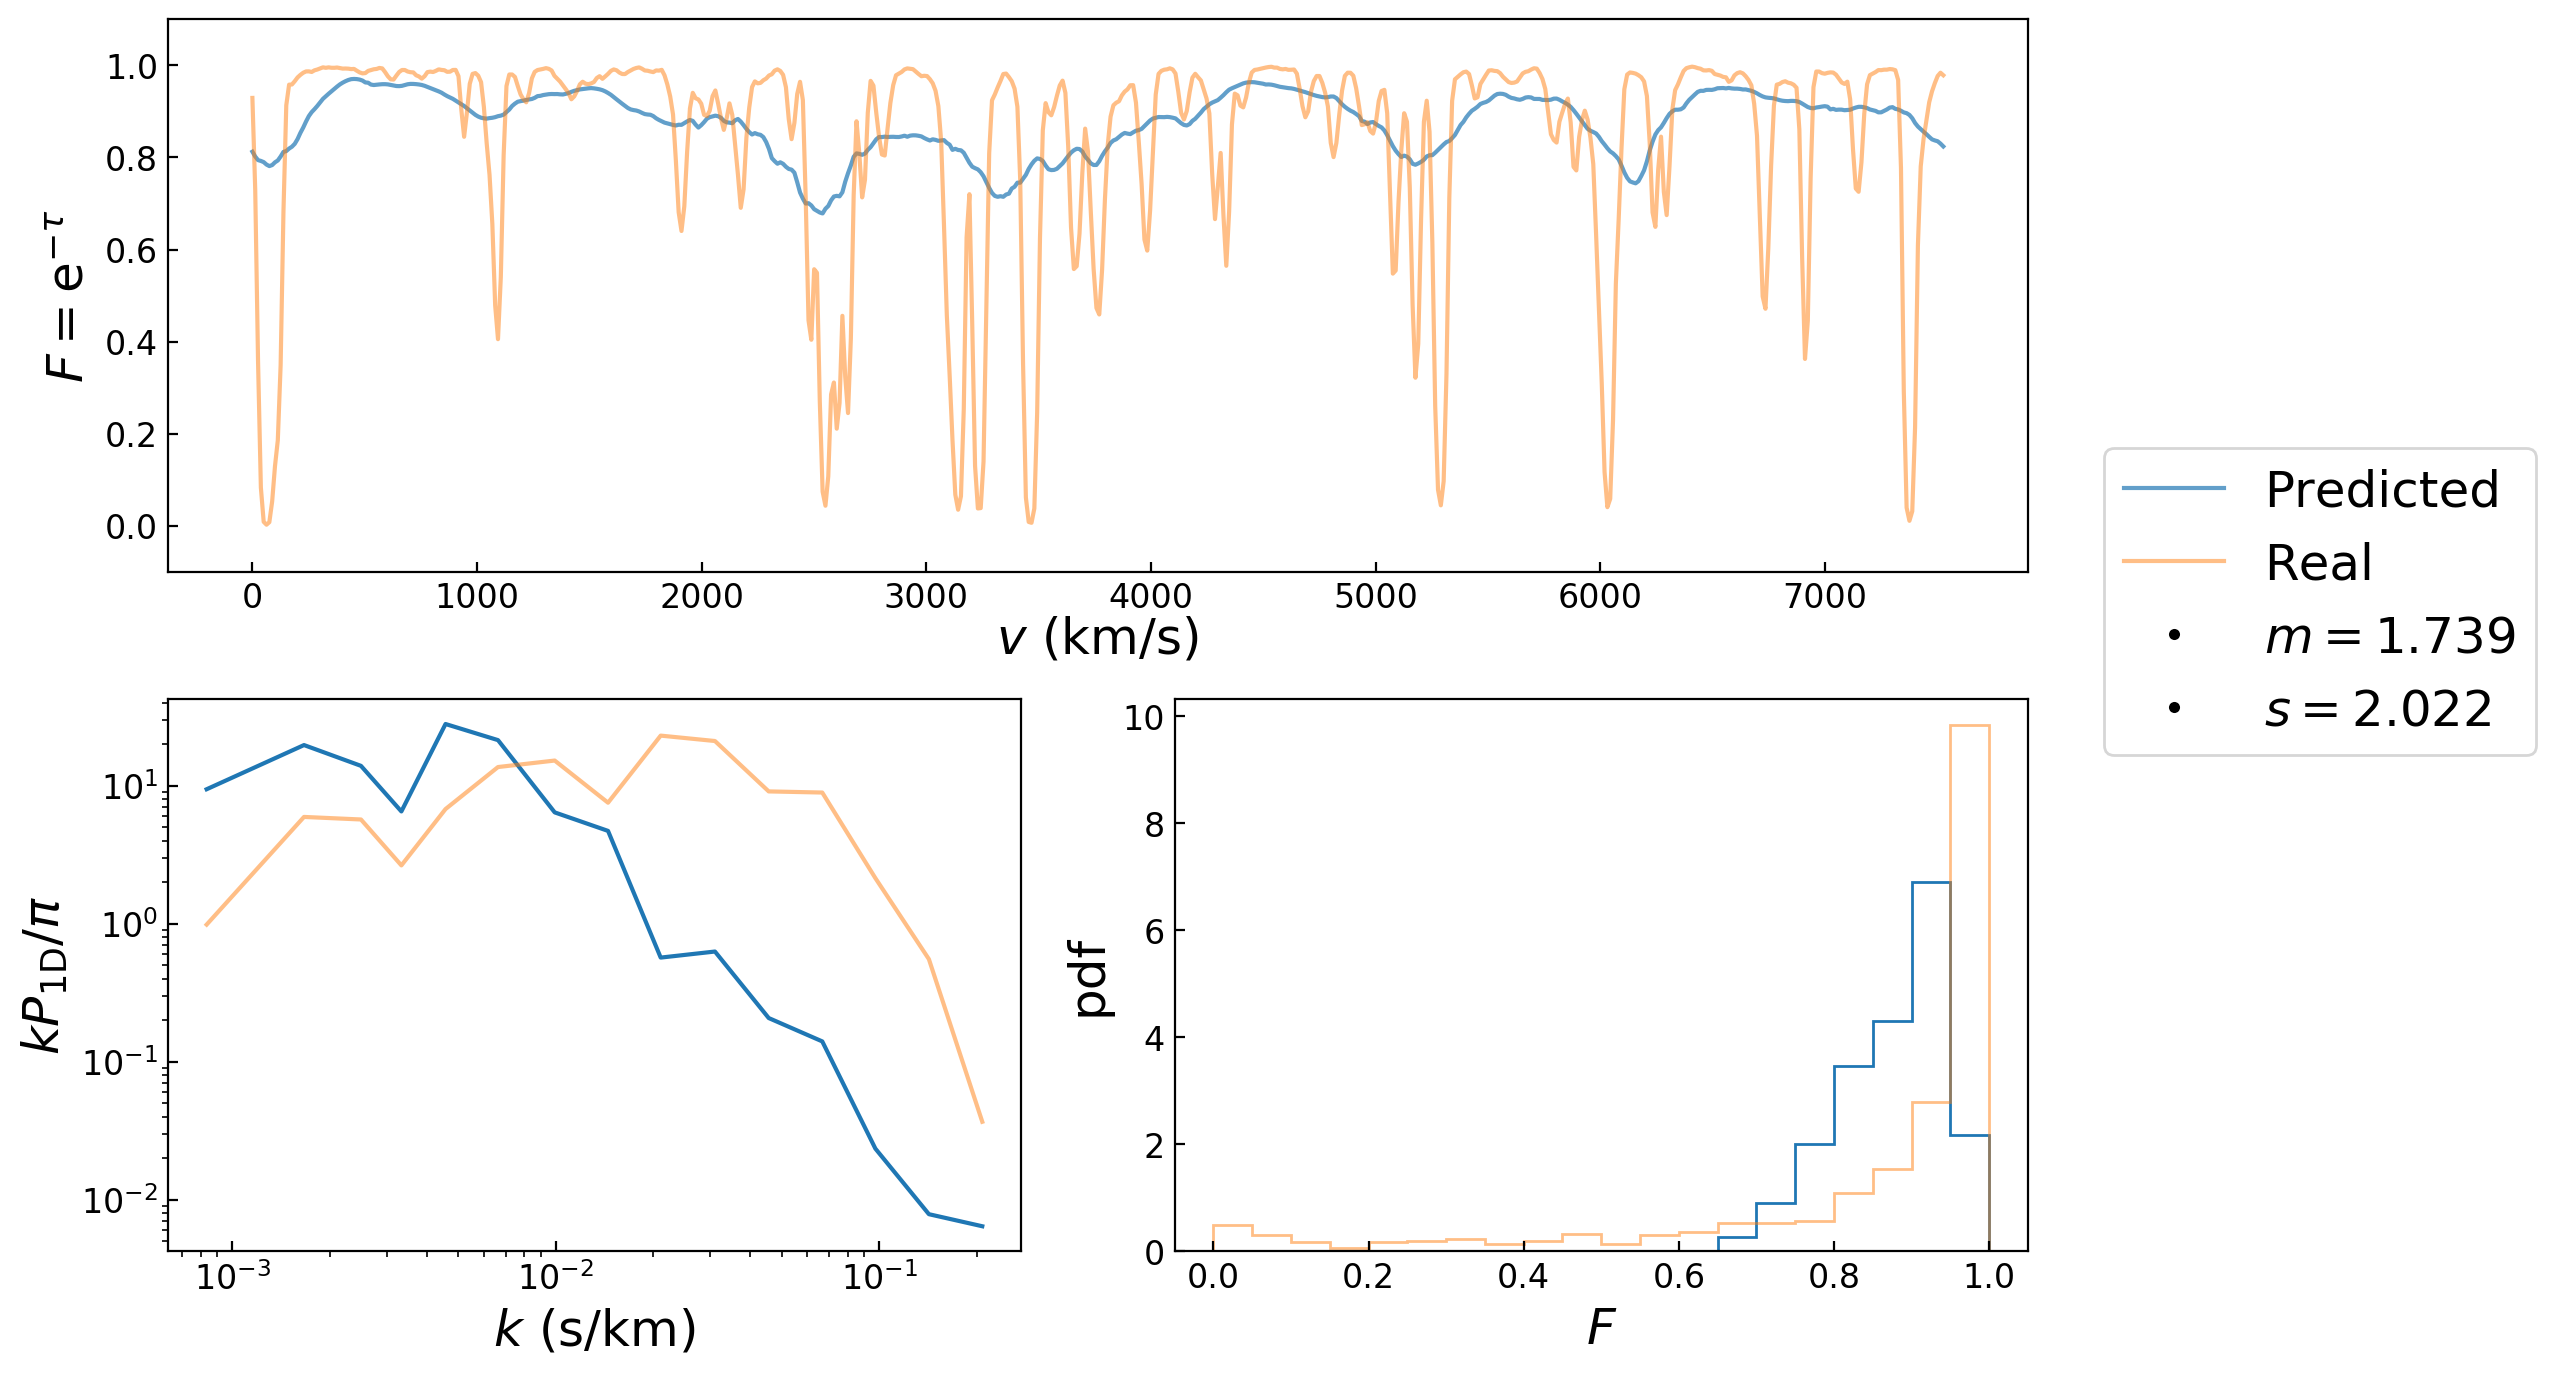 1.0
0.8
0.6
0.4
0.2
0.0
F = e^{−τ}
0 1000 2000 3000 4000 5000 6000 7000
v (km/s)
Predicted
Real
m = 1.739
s = 2.022
10^1
10^0
10^{−1}
10^{−2}
kP_{1D}/π
10^{−3} 10^{−2} 10^{−1}
k (s/km)
10
8
6
4
2
0
pdf
0.0 0.2 0.4 0.6 0.8 1.0
F